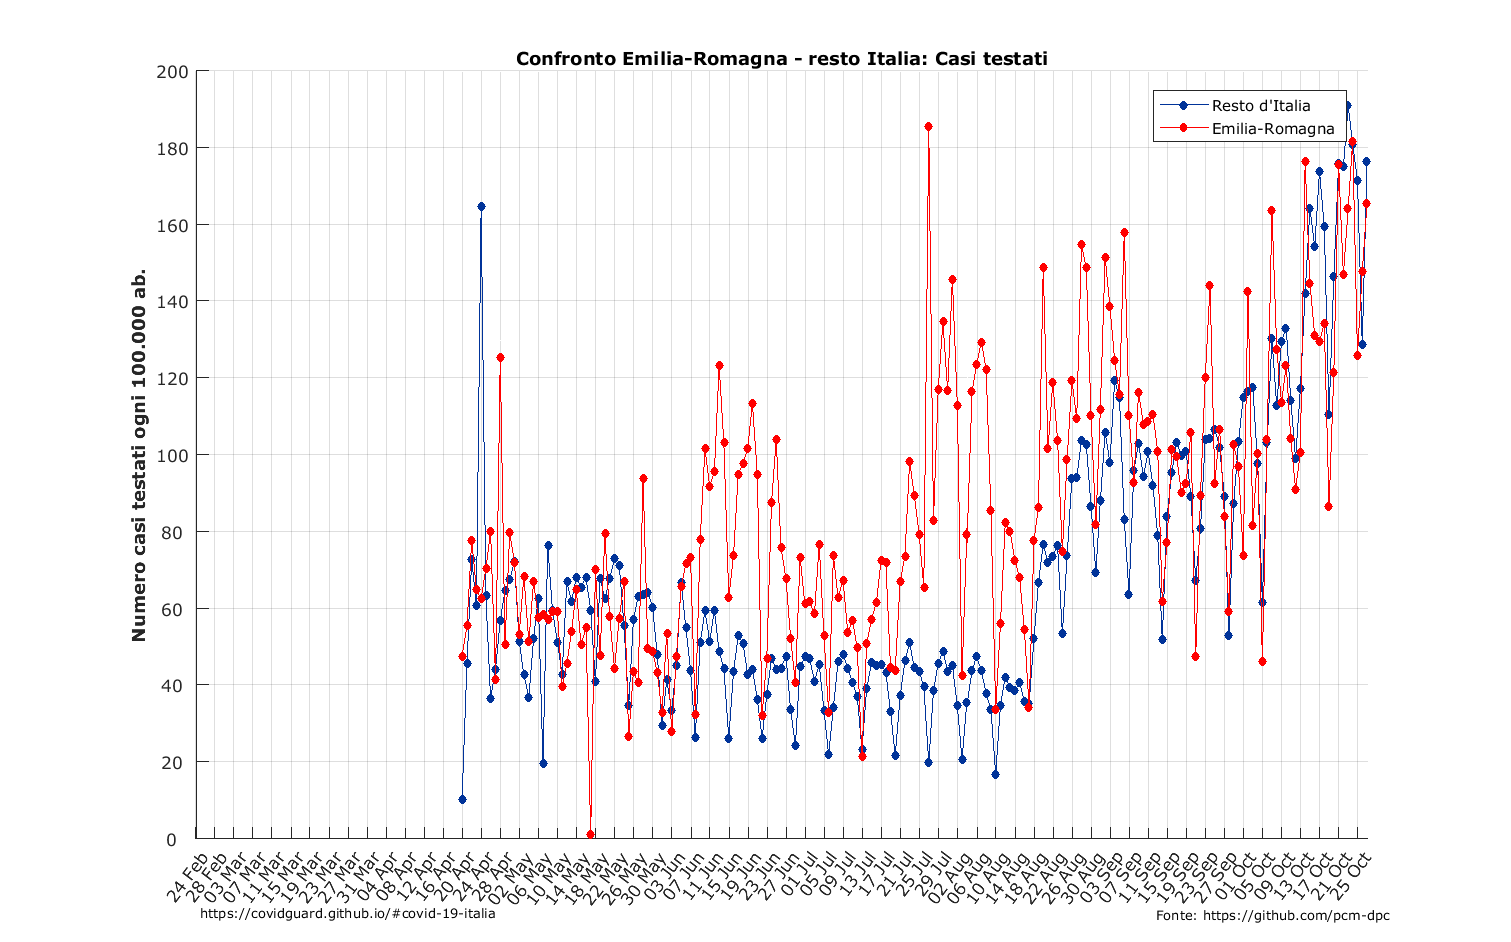 Confronto Emilia-Romagna - resto Italia: Casi testati
Resto d'Italia
Emilia-Romagna
Numero casi testati ogni 100.000 ab.
200
180
160
140
120
100
80
60
40
20
0
24 Feb
28 Feb
03 Mar
07 Mar
11 Mar
15 Mar
19 Mar
23 Mar
27 Mar
31 Mar
04 Apr
08 Apr
12 Apr
16 Apr
20 Apr
24 Apr
28 Apr
02 May
06 May
10 May
14 May
18 May
22 May
26 May
30 May
03 Jun
07 Jun
11 Jun
15 Jun
19 Jun
23 Jun
27 Jun
01 Jul
05 Jul
09 Jul
13 Jul
17 Jul
21 Jul
25 Jul
29 Jul
02 Aug
06 Aug
10 Aug
14 Aug
18 Aug
22 Aug
26 Aug
30 Aug
03 Sep
07 Sep
11 Sep
15 Sep
19 Sep
23 Sep
27 Sep
01 Oct
05 Oct
09 Oct
13 Oct
17 Oct
21 Oct
25 Oct
https://covidguard.github.io/#covid-19-italia
Fonte: https://github.com/pcm-dpc